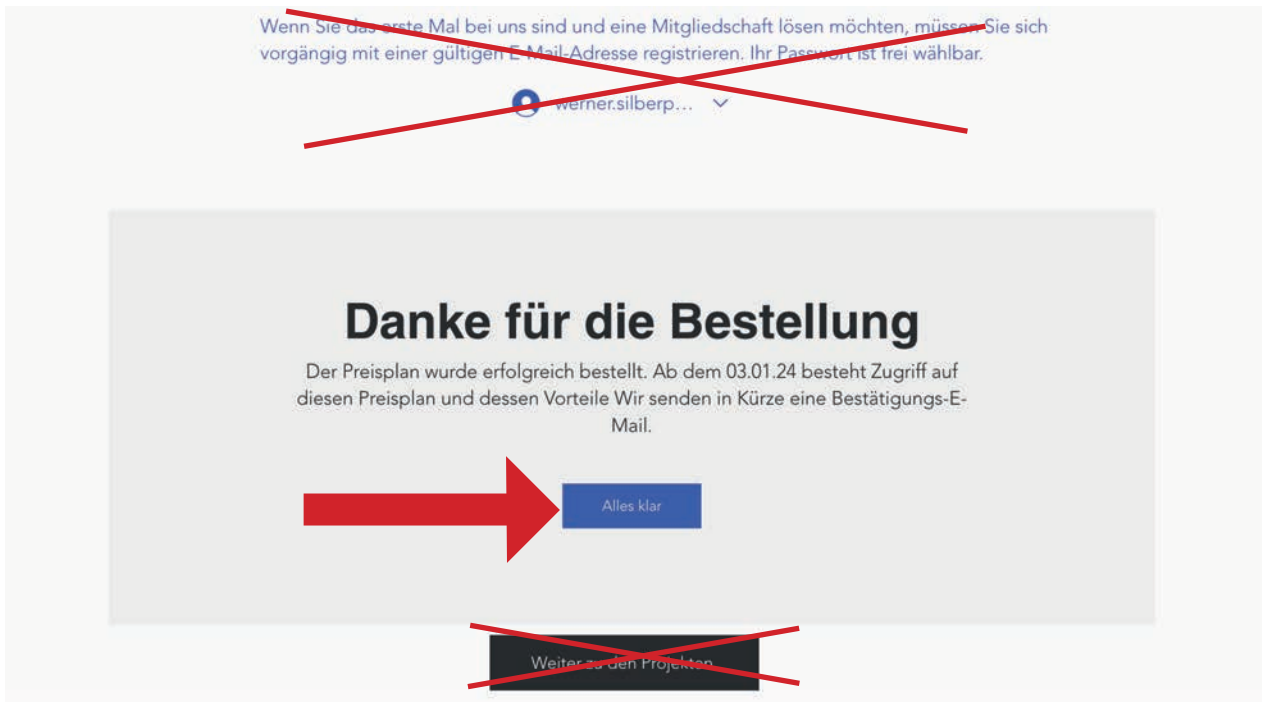 Wenn Sie das erste Mal bei uns sind und eine Mitgliedschaft lösen möchten, müssen Sie sich
vorgängig mit einer gültigen E-Mail-Adresse registrieren. Ihr Passwort ist frei wählbar.
werner.silberp...
Danke für die Bestellung
Der Preisplan wurde erfolgreich bestellt. Ab dem 03.01.24 besteht Zugriff auf
diesen Preisplan und dessen Vorteile Wir senden in Kürze eine Bestätigungs-E-
Mail.
Alles klar
Weiter zu den Projekten